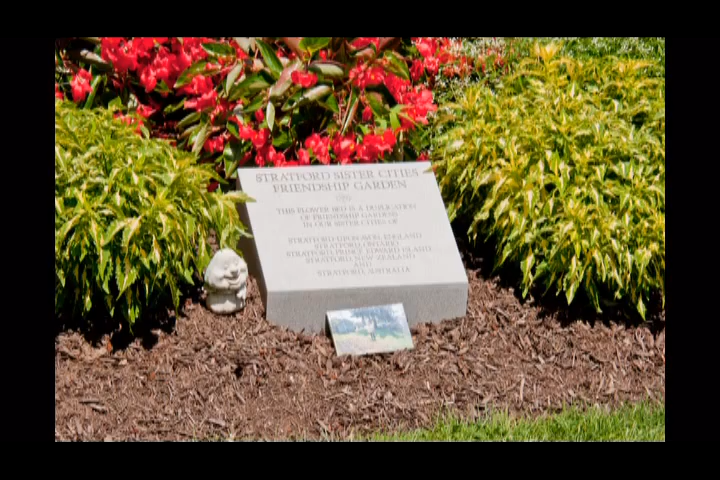 STRATFORD SISTER CITIES
FRIENDSHIP GARDEN
THIS FLOWER BED IS A DUPLICATION
OF FRIENDSHIP GARDENS
IN OUR SISTER CITIES OF
STRATFORD-UPON-AVON, ENGLAND
STRATFORD, ONTARIO
STRATFORD, PRINCE EDWARD ISLAND
STRATFORD, NEW ZEALAND
AND
STRATFORD, AUSTRALIA